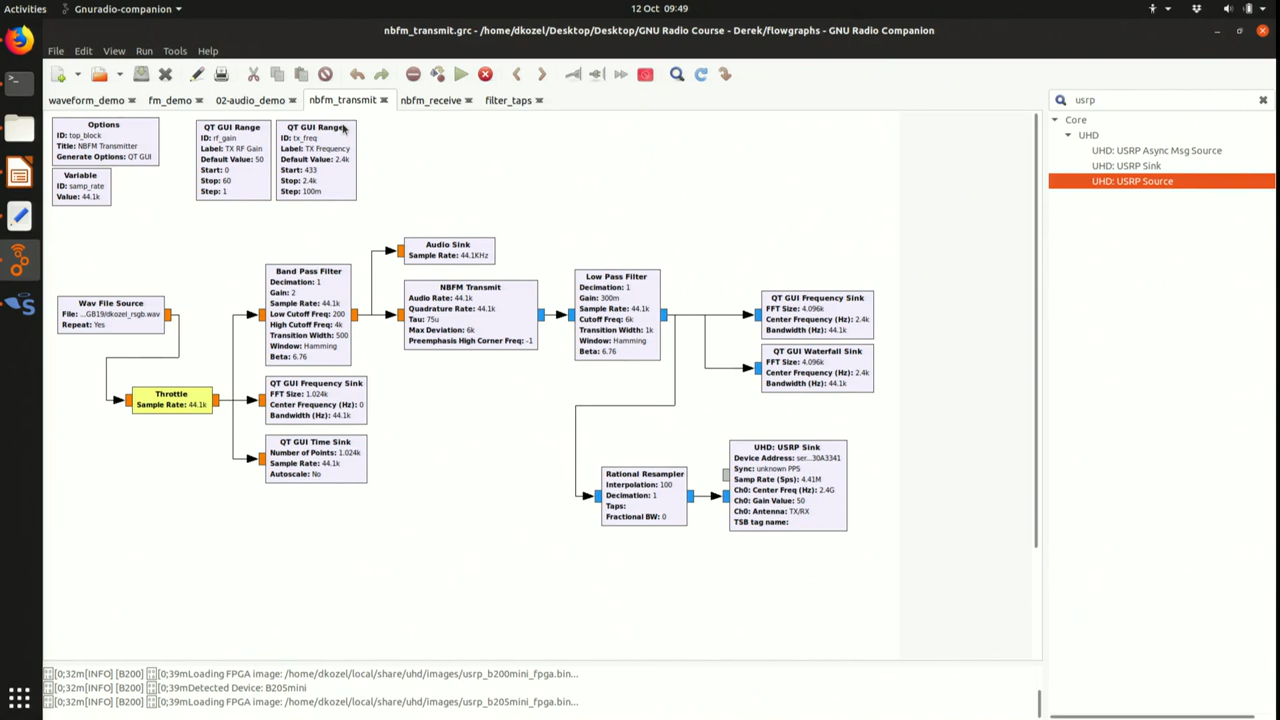 Activities
Gnuradio-companion
12 Oct 09:49
nbfm_transmit.grc - /home/dkozel/Desktop/Desktop/GNU Radio Course - Derek/flowgraphs - GNU Radio Companion
File Edit View Run Tools Help
waveform_demo fm_demo 02-audio_demo nbfm_transmit nbfm_receive filter_taps
usrp
Core
UHD
UHD: USRP Async Msg Source
UHD: USRP Sink
UHD: USRP Source
Options
ID: top_block
Title: NBFM Transmitter
Generate Options: QT GUI
Variable
ID: samp_rate
Value: 44.1k
QT GUI Range
ID: rf_gain
Label: TX RF Gain
Default Value: 50
Start: 0
Stop: 60
Step: 1
QT GUI Range
ID: tx_freq
Label: TX Frequency
Default Value: 2.4k
Start: 433
Stop: 2.4k
Step: 100m
Audio Sink
Sample Rate: 44.1KHz
Wav File Source
File: ...GB19/dkozel_rsgb.wav
Repeat: Yes
Band Pass Filter
Decimation: 1
Gain: 2
Sample Rate: 44.1k
Low Cutoff Freq: 200
High Cutoff Freq: 4k
Transition Width: 500
Window: Hamming
Beta: 6.76
NBFM Transmit
Audio Rate: 44.1k
Quadrature Rate: 44.1k
Tau: 75u
Max Deviation: 6k
Preemphasis High Corner Freq: -1
Low Pass Filter
Decimation: 1
Gain: 300m
Sample Rate: 44.1k
Cutoff Freq: 6k
Transition Width: 1k
Window: Hamming
Beta: 6.76
QT GUI Frequency Sink
FFT Size: 4.096k
Center Frequency (Hz): 2.4k
Bandwidth (Hz): 44.1k
QT GUI Waterfall Sink
FFT Size: 4.096k
Center Frequency (Hz): 2.4k
Bandwidth (Hz): 44.1k
Throttle
Sample Rate: 44.1k
QT GUI Frequency Sink
FFT Size: 1.024k
Center Frequency (Hz): 0
Bandwidth (Hz): 44.1k
QT GUI Time Sink
Number of Points: 1.024k
Sample Rate: 44.1k
Autoscale: No
Rational Resampler
Interpolation: 100
Decimation: 1
Taps:
Fractional BW: 0
UHD: USRP Sink
Device Address: ser...30A3341
Sync: unknown PPS
Samp Rate (Sps): 4.41M
Ch0: Center Freq (Hz): 2.4G
Ch0: Gain Value: 50
Ch0: Antenna: TX/RX
TSB tag name:
[0;32m[INFO] [B200] [0;39mLoading FPGA image: /home/dkozel/local/share/uhd/images/usrp_b200mini_fpga.bin...
[0;32m[INFO] [B200] [0;39mDetected Device: B205mini
[0;32m[INFO] [B200] [0;39mLoading FPGA image: /home/dkozel/local/share/uhd/images/usrp_b205mini_fpga.bin...